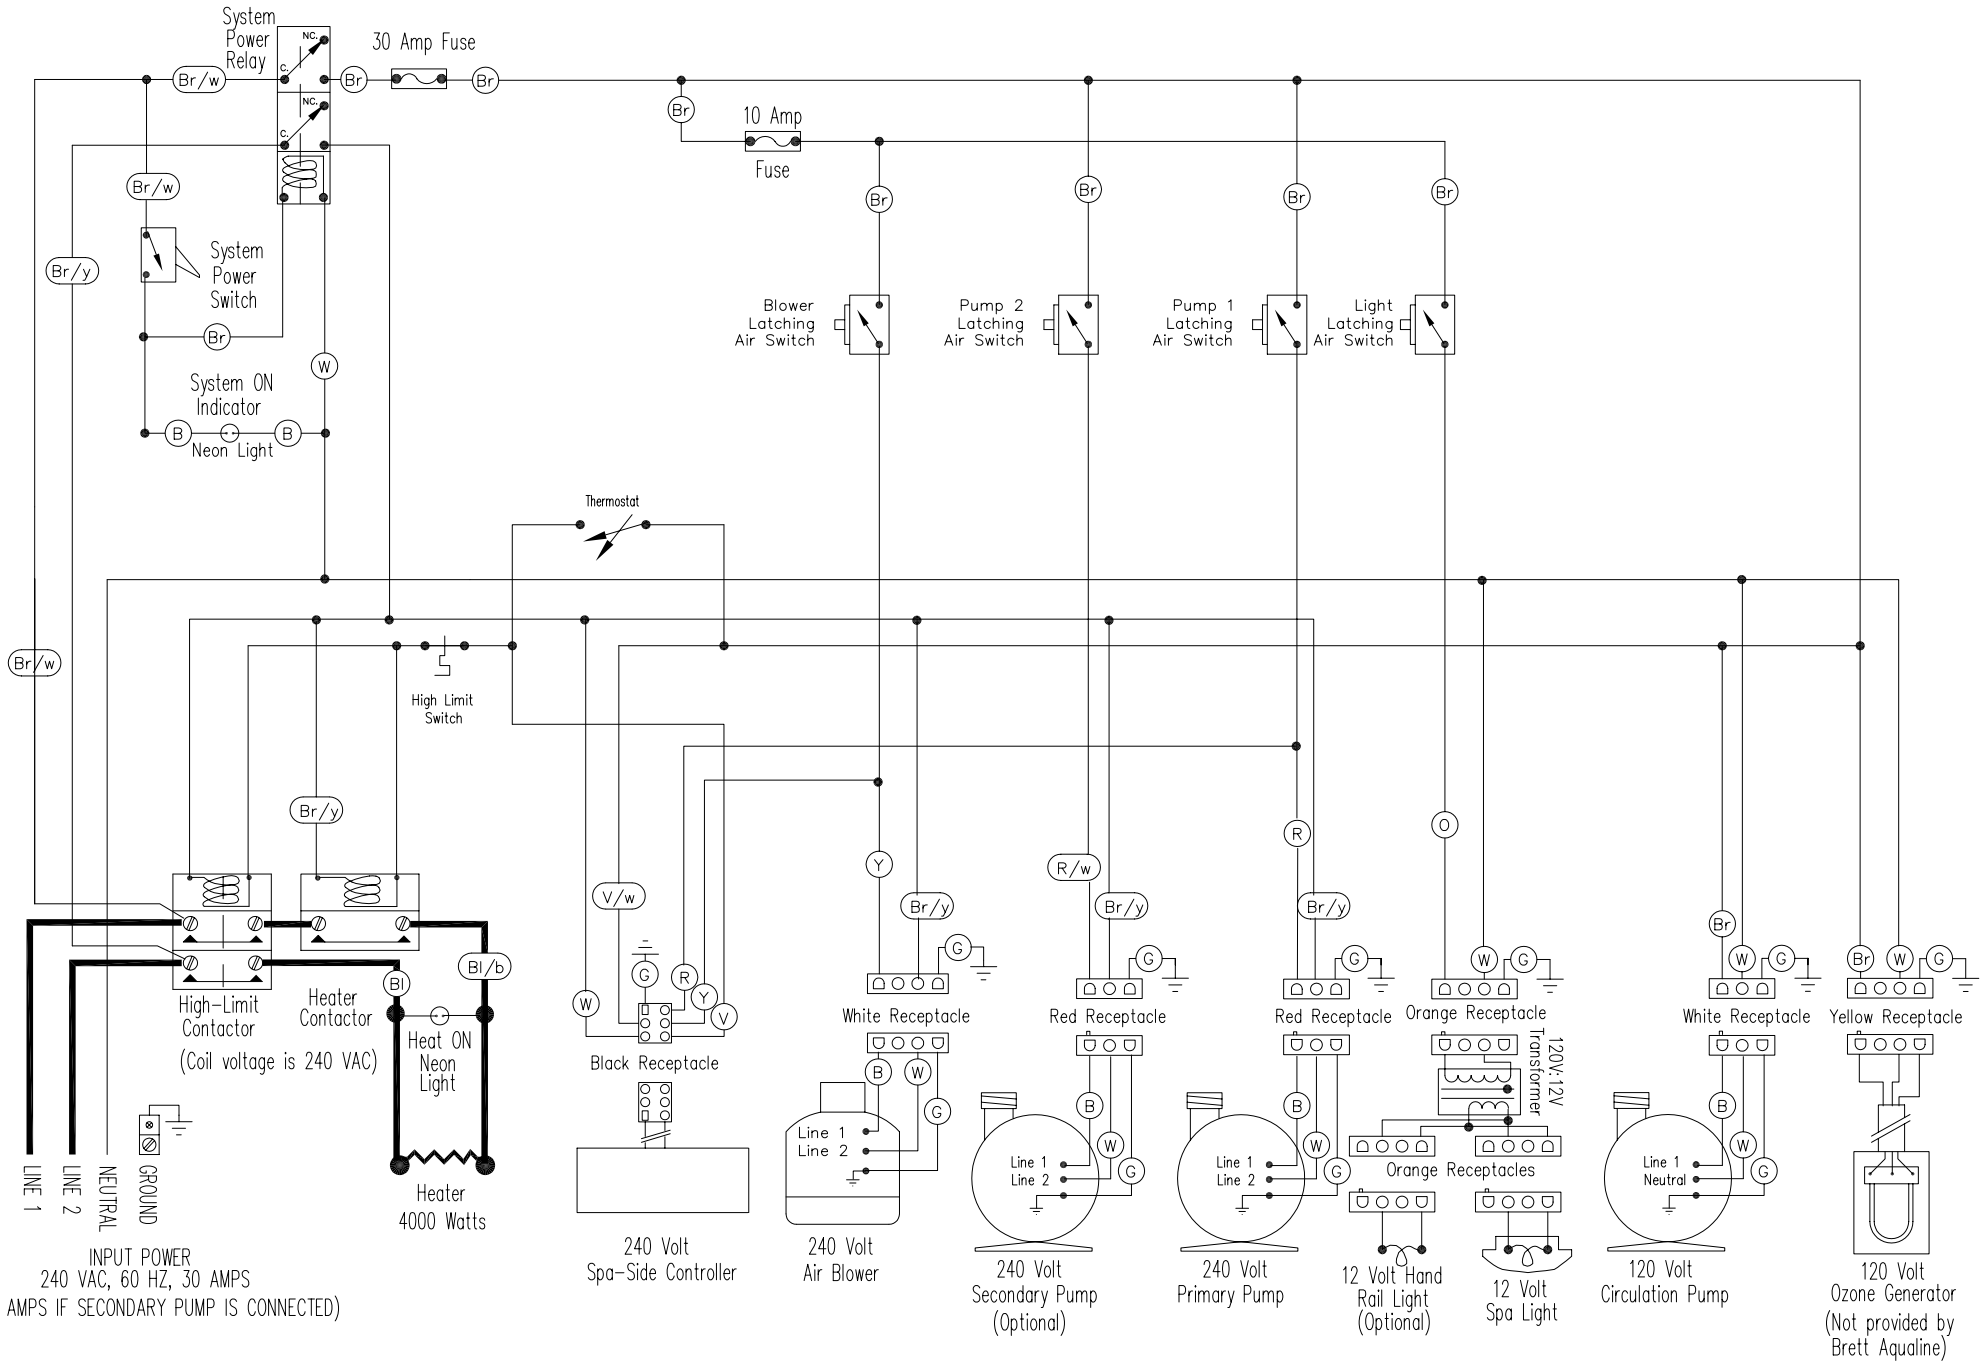 System
Power
Relay
NC.
C.
NC.
C.
30 Amp Fuse
Br/w
Br
Br
Br
10 Amp
Fuse
Br/w
Br
Br
Br
Br
Br/y
System
Power
Switch
Br
W
Blower
Latching
Air Switch
Pump 2
Latching
Air Switch
Pump 1
Latching
Air Switch
Light
Latching
Air Switch
System ON
Indicator
B
B
Neon Light
Thermostat
Br/w
High Limit
Switch
Br/y
O
R
Y
R/w
V/w
Br/y
Br/y
Br/y
Br
G
W
G
G
G
W
G
W
G
Br
W
G
Bl/b
Bl
G
R
Y
V
W
High-Limit
Contactor
Heater
Contactor
(Coil voltage is 240 VAC)
Heat ON
Neon
Light
Black Receptacle
White Receptacle
Red Receptacle
Red Receptacle
Orange Receptacle
White Receptacle
Yellow Receptacle
120V:12V
Transformer
B
W
G
Line 1
Line 2
B
W
G
Line 1
Line 2
B
W
G
Line 1
Line 2
Orange Receptacles
B
W
G
Line 1
Neutral
LINE 1
LINE 2
NEUTRAL
GROUND
Heater
4000 Watts
INPUT POWER
240 VAC, 60 HZ, 30 AMPS
AMPS IF SECONDARY PUMP IS CONNECTED)
240 Volt
Spa-Side Controller
240 Volt
Air Blower
240 Volt
Secondary Pump
(Optional)
240 Volt
Primary Pump
12 Volt Hand
Rail Light
(Optional)
12 Volt
Spa Light
120 Volt
Circulation Pump
120 Volt
Ozone Generator
(Not provided by
Brett Aqualine)